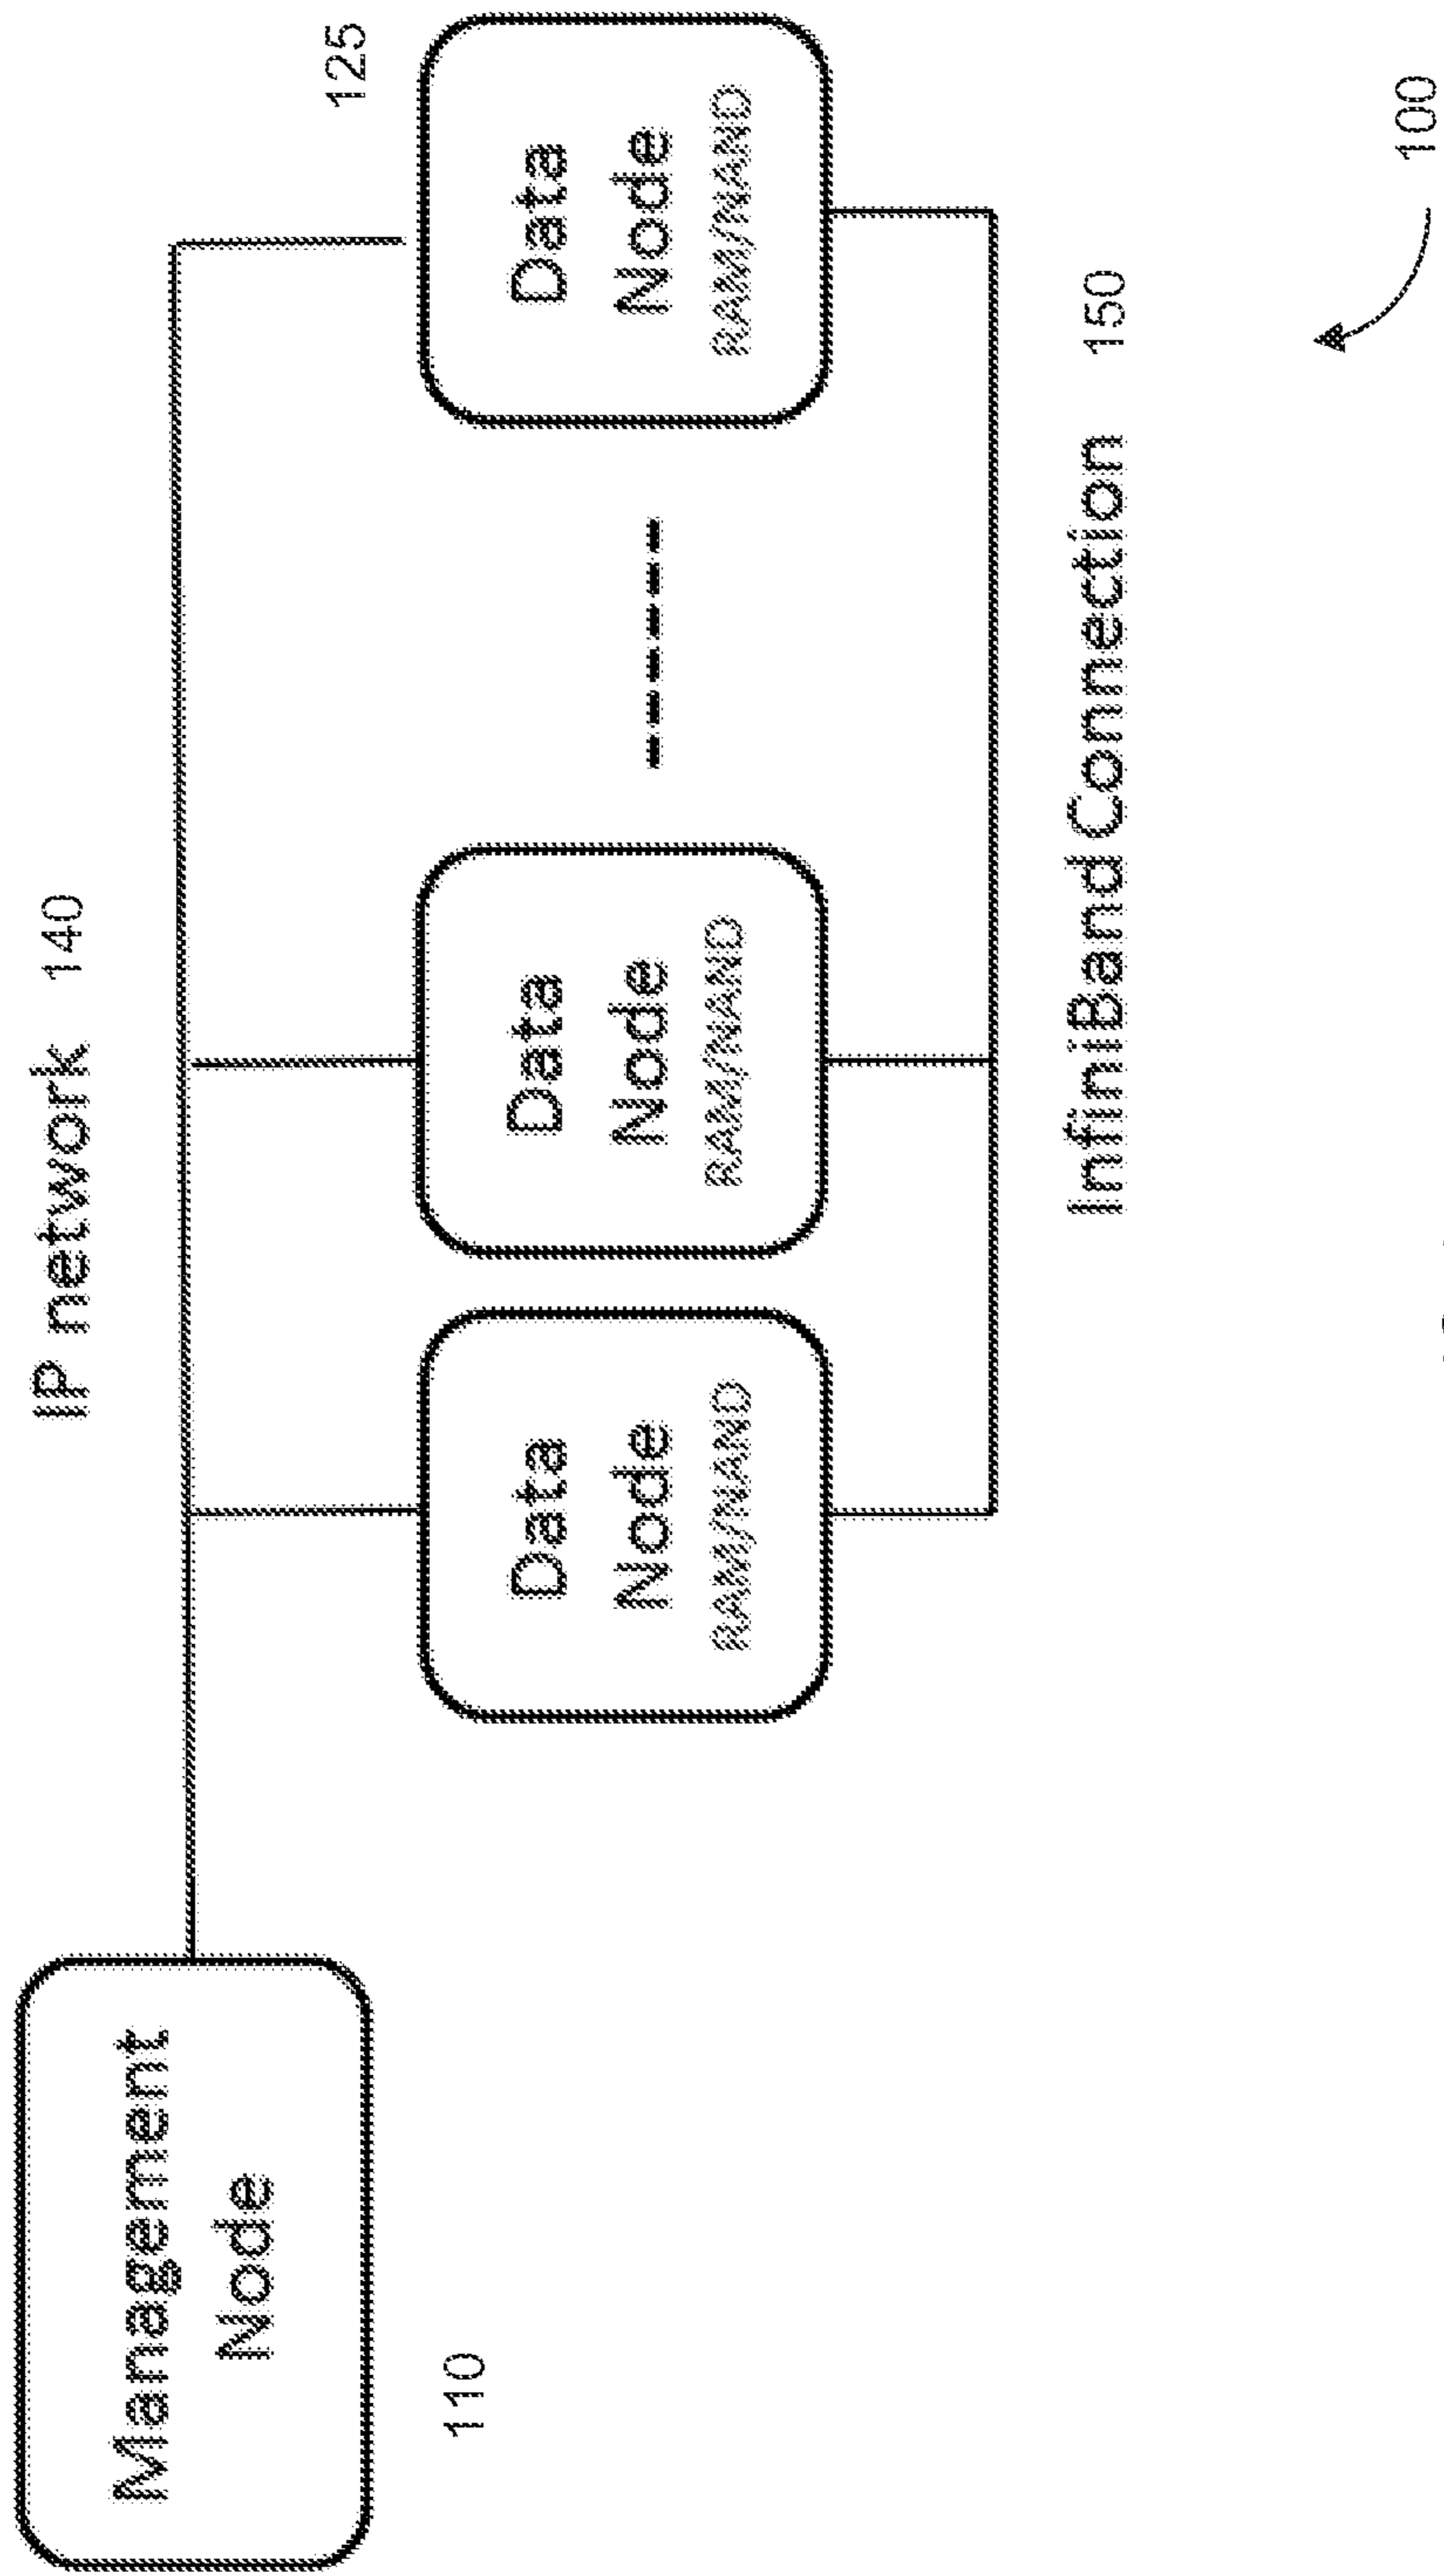 IP network 140
Management
Node
110
125
Data
Node
RAM/NAND
Data
Node
RAM/NAND
Data
Node
RAM/NAND
InfiniBand Connection 150
100